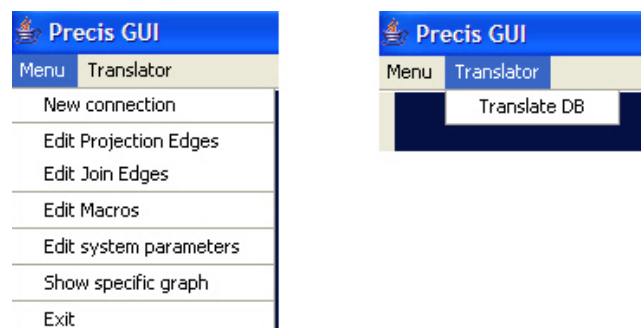 Precis GUI
Menu Translator
New connection
Edit Projection Edges
Edit Join Edges
Edit Macros
Edit system parameters
Show specific graph
Exit
Precis GUI
Menu Translator
Translate DB